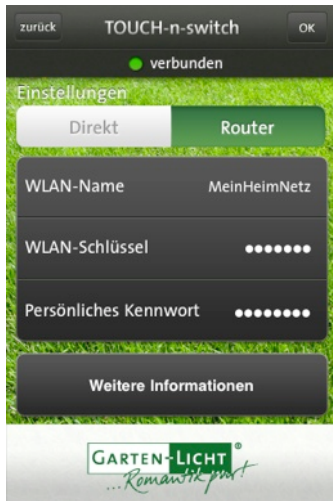 zurück TOUCH-n-switch OK
verbunden
Einstellungen
Direkt Router
WLAN-Name MeinHeimNetz
WLAN-Schlüssel ●●●●●●●
Persönliches Kennwort ●●●●●●●●
Weitere Informationen
GARTEN-LICHT®
...Romantik pur!